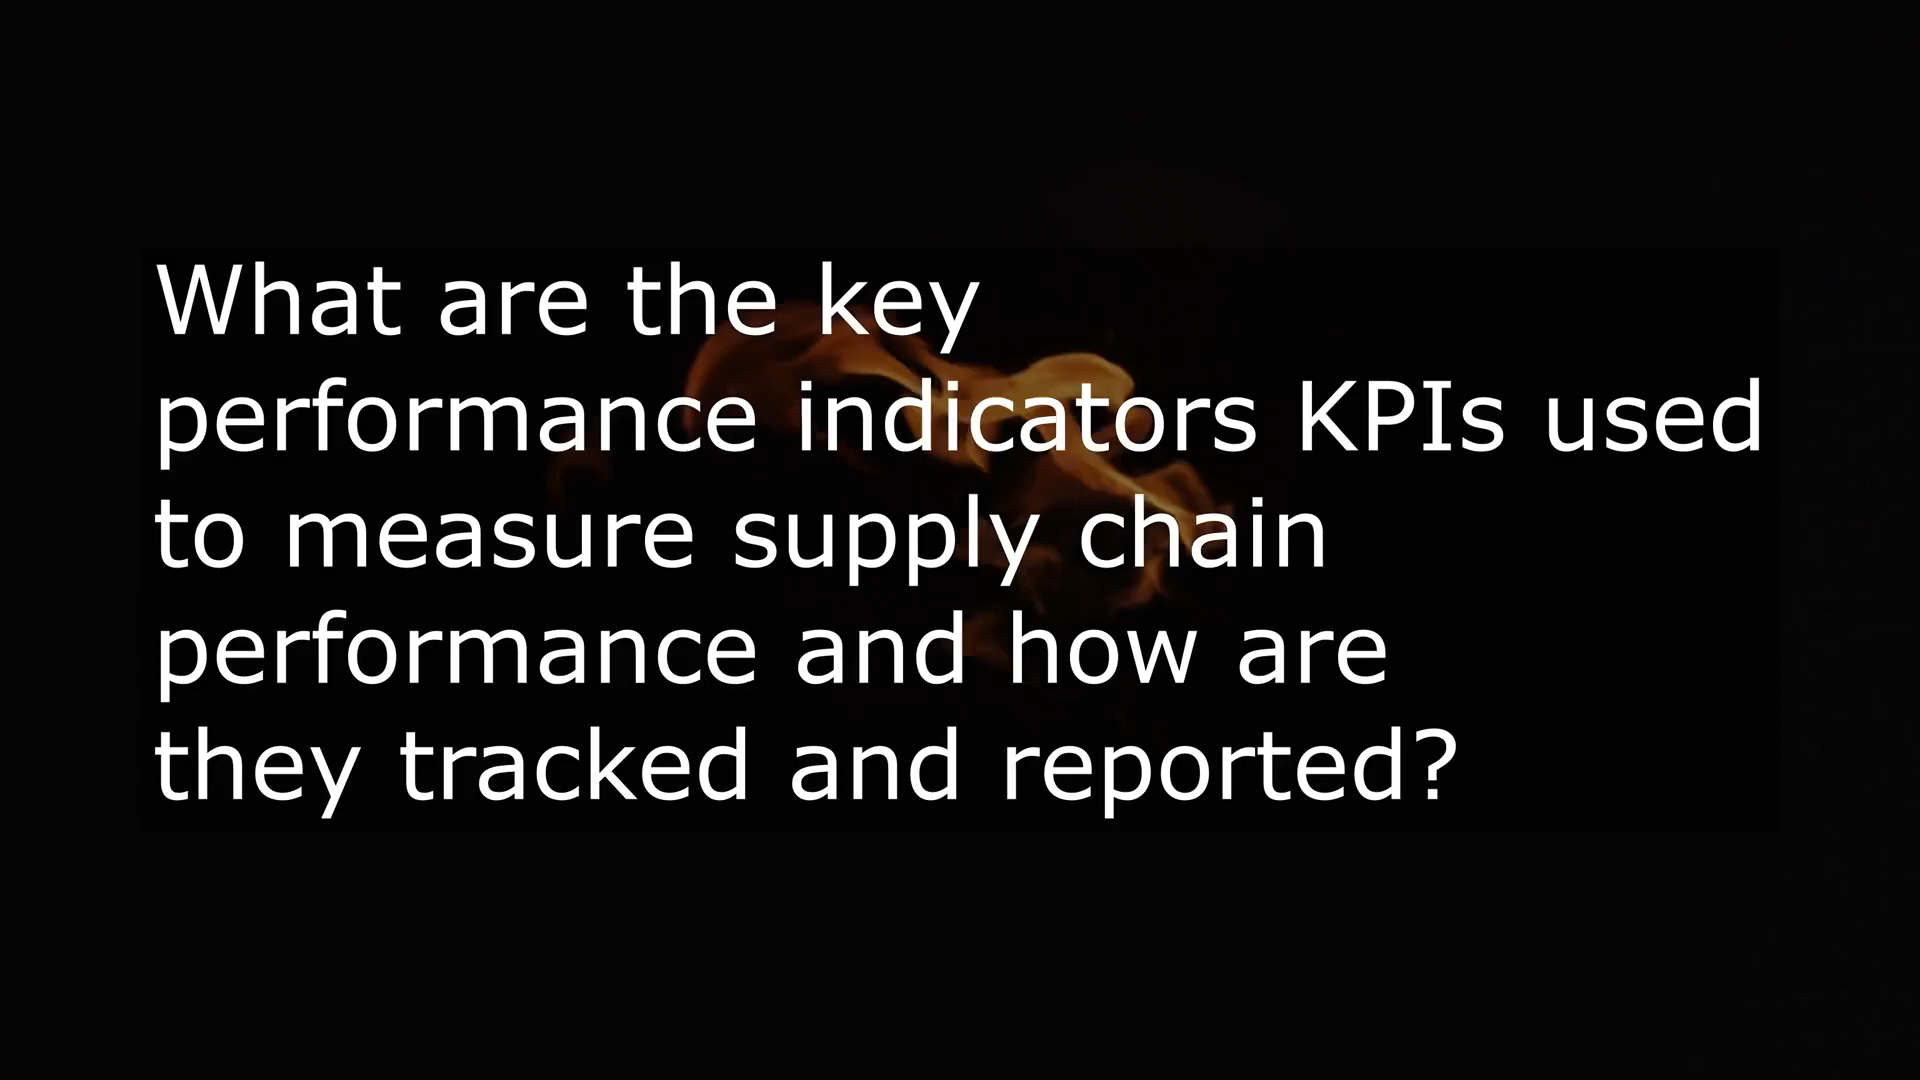 What are the key
performance indicators KPIs used
to measure supply chain
performance and how are
they tracked and reported?